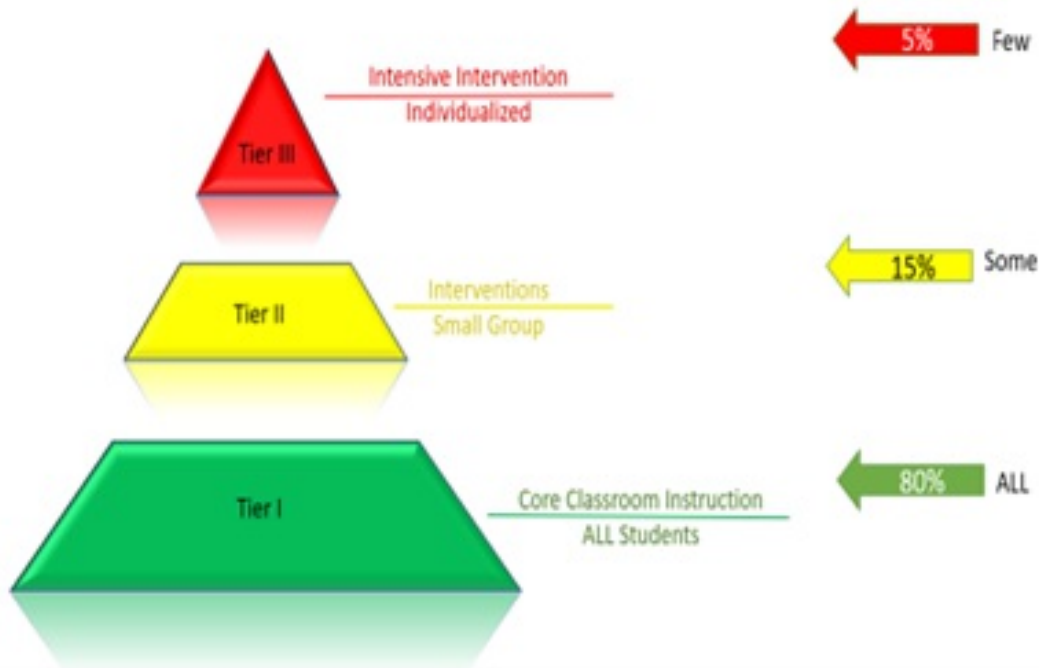 5% Few
Intensive Intervention
Individualized
Tier III
15% Some
Interventions
Small Group
Tier II
80% ALL
Core Classroom Instruction
ALL Students
Tier I